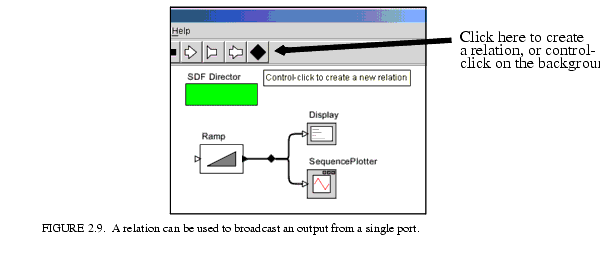 Help
Click here to create
a relation, or control-
click on the backgroun
SDF Director
Control-click to create a new relation
Display
Ramp
SequencePlotter
FIGURE 2.9. A relation can be used to broadcast an output from a single port.